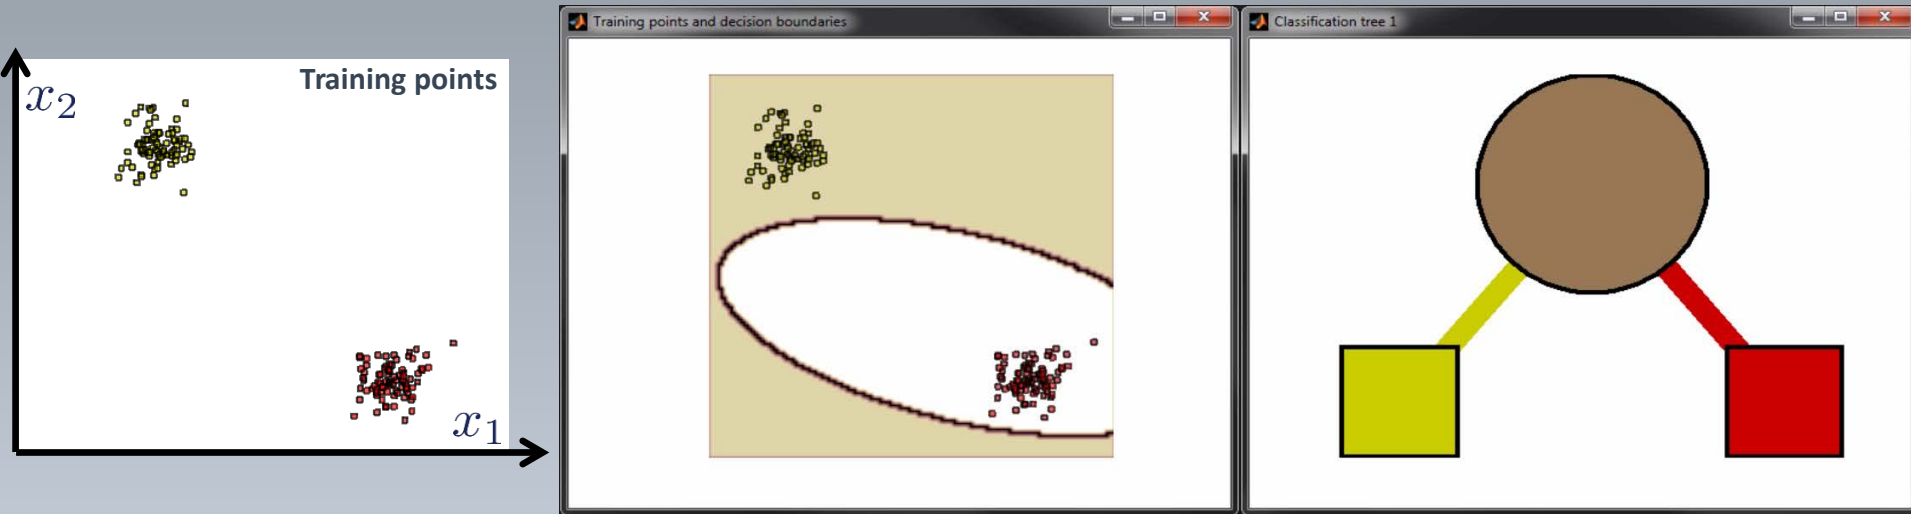 Training points
x2
x1
Training points and decision boundaries
Classification tree 1